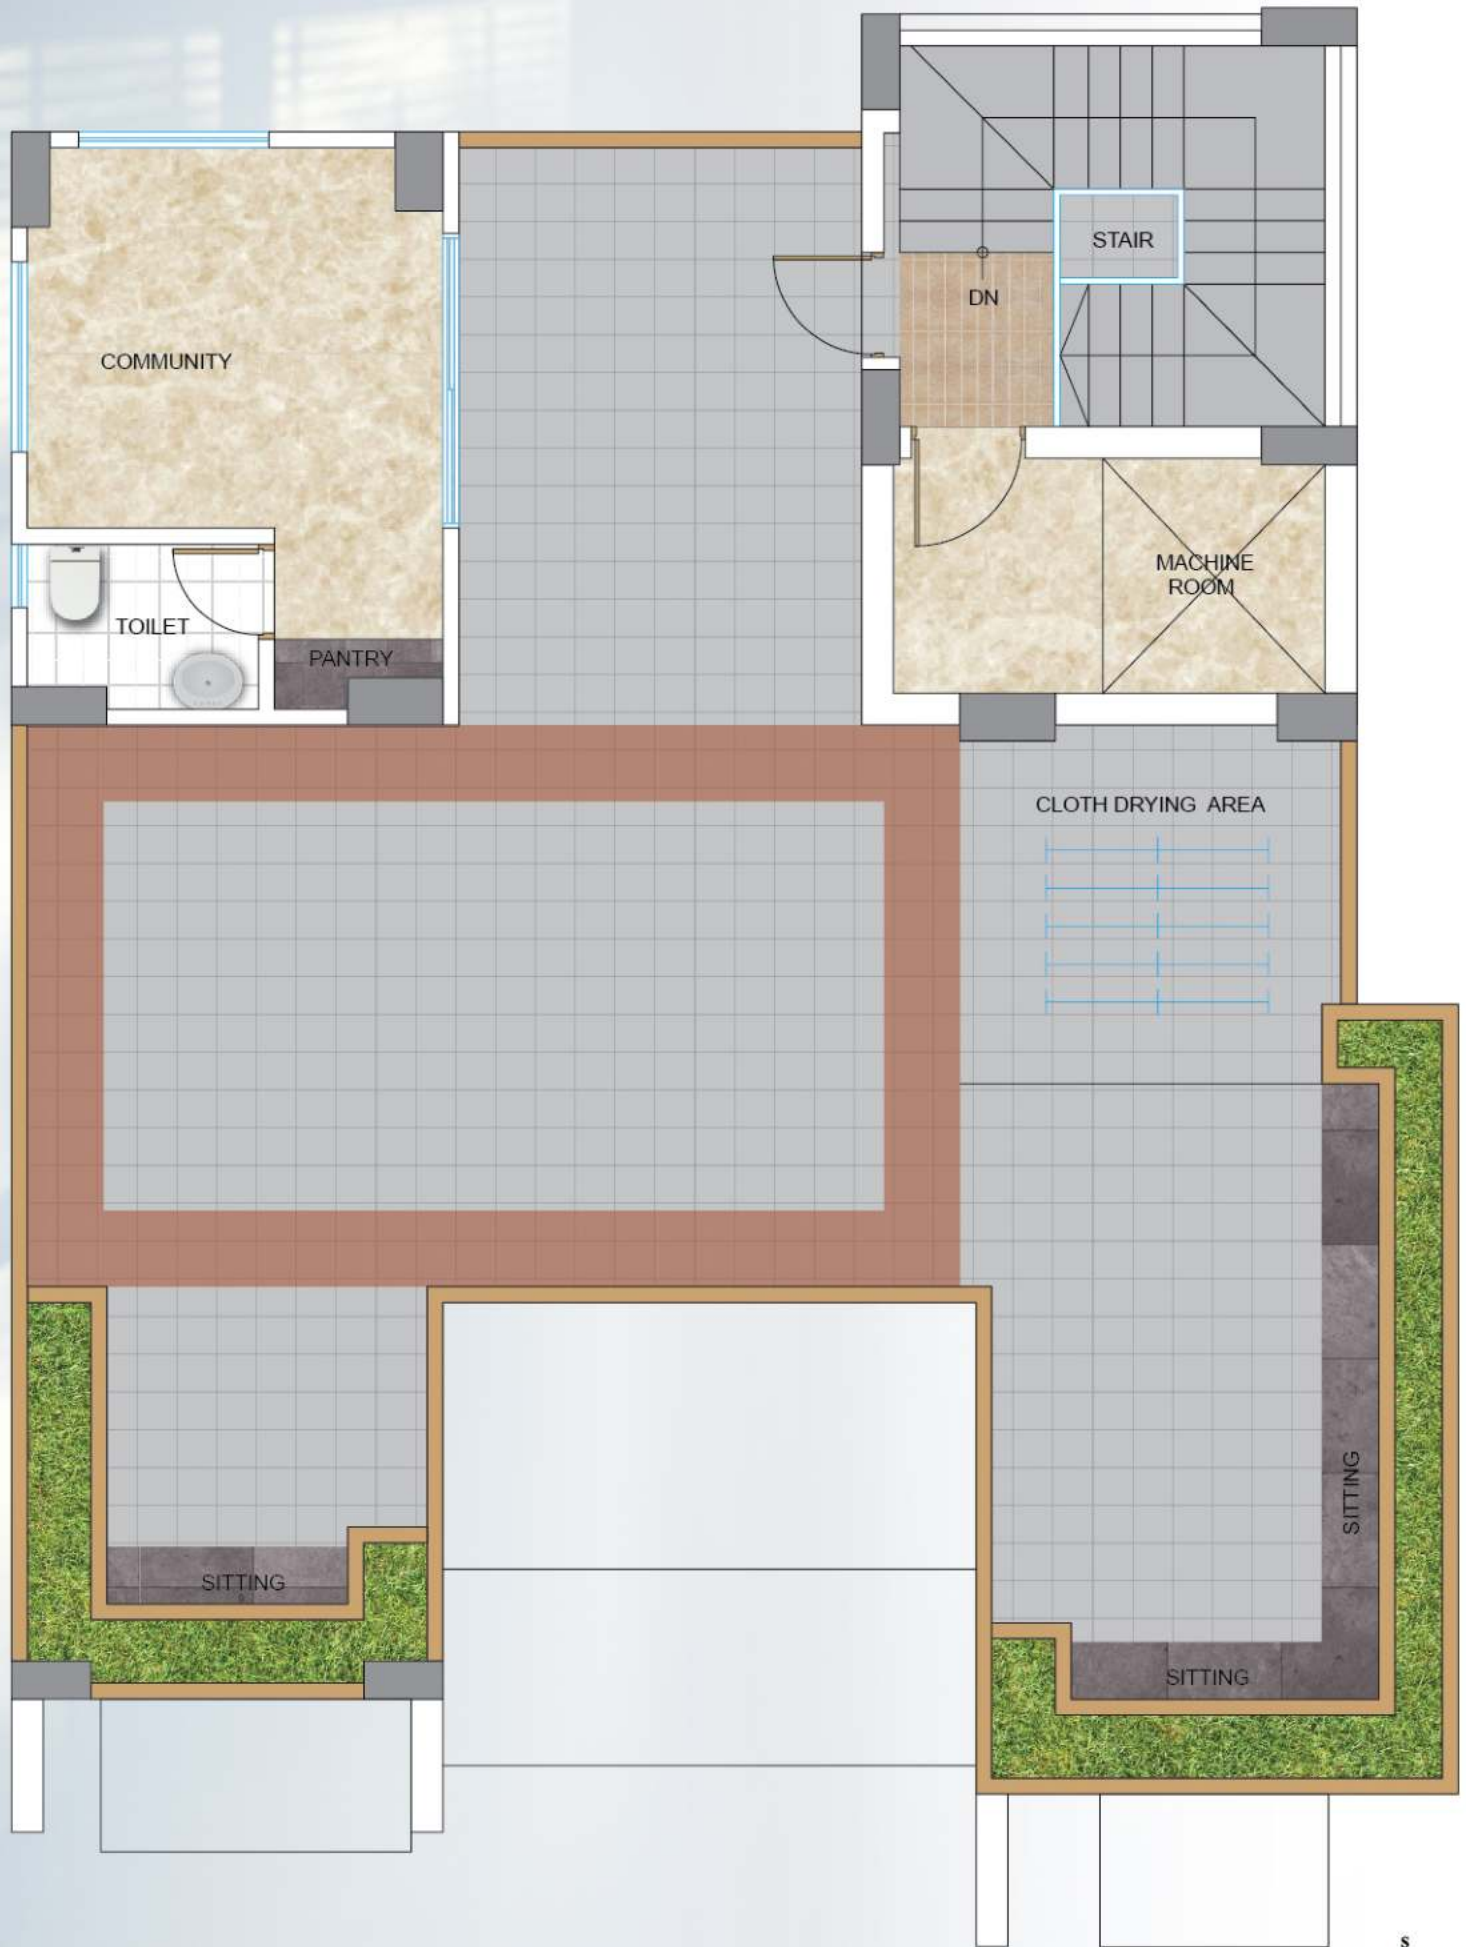 STAIR
DN
COMMUNITY
MACHINE
ROOM
TOILET
PANTRY
CLOTH DRYING AREA
SITTING
SITTING
SITTING
s